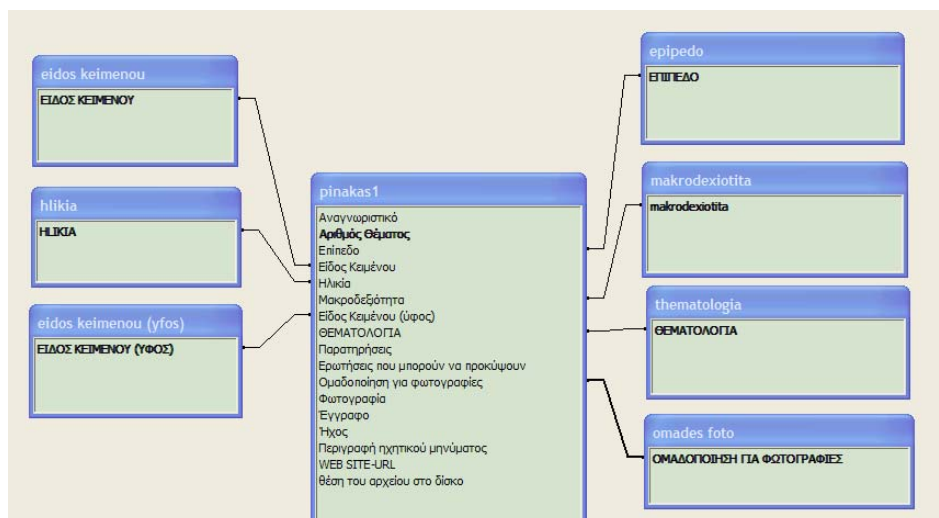 eidos keimenou
ΕΙΔΟΣ ΚΕΙΜΕΝΟΥ
hlikia
HLIKIA
eidos keimenou (yfos)
ΕΙΔΟΣ ΚΕΙΜΕΝΟΥ (ΥΦΟΣ)
pinakas1
Αναγνωριστικό
Αριθμός Θέματος
Επίπεδο
Είδος Κειμένου
Ηλικία
Μακροδεξιότητα
Είδος Κειμένου (ύφος)
ΘΕΜΑΤΟΛΟΓΙΑ
Παρατηρήσεις
Ερωτήσεις που μπορούν να προκύψουν
Ομαδοποίηση για φωτογραφίες
Φωτογραφία
Έγγραφο
Ήχος
Περιγραφή ηχητικού μηνύματος
WEB SITE-URL
θέση του αρχείου στο δίσκο
epipedo
ΕΠΙΠΕΔΟ
makrodexiotita
makrodexiotita
thematologia
ΘΕΜΑΤΟΛΟΓΙΑ
omades foto
ΟΜΑΔΟΠΟΙΗΣΗ ΓΙΑ ΦΩΤΟΓΡΑΦΙΕΣ